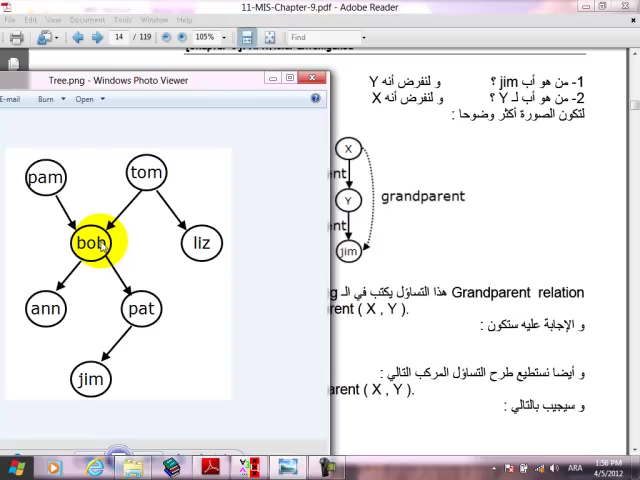 11-MIS-Chapter-9.pdf - Adobe Reader
File Edit View Document Tools Window Help
14 / 119 106% Find
Tree.png - Windows Photo Viewer
E-mail Burn Open
pam tom
bob liz
ann pat
jim
1- من هو أب jim ؟ و لنفرض أنه Y
2- من هو أب لـ Y ؟ و لنفرض أنه X
لتكون الصورة أكثر وضوحا :
X
grandparent
Y
jim
Grandparent relation هذا التساؤل يكتب في الـ
( X , Y ).
و الإجابة عليه ستكون :
و أيضا نستطيع طرح التساؤل المركب التالي :
( X , Y ).
و سيجيب بالتالي :
ARA
1:56 PM
4/5/2012